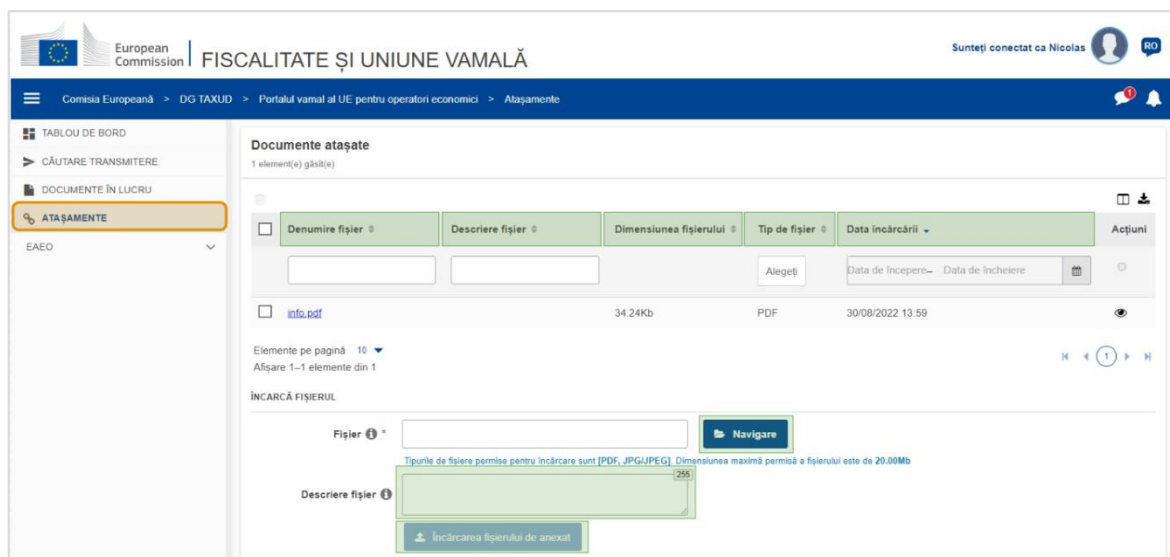 European
Commission
FISCALITATE ȘI UNIUNE VAMALĂ
Sunteți conectat ca Nicolas
RO
Comisia Europeană > DG TAXUD > Portalul vamal al UE pentru operatori economici > Atașamente
1
TABLOU DE BORD
CĂUTARE TRANSMITERE
DOCUMENTE ÎN LUCRU
ATAȘAMENTE
EAEO
Documente atașate
1 element(e) găsit(e)
Denumire fișier Descriere fișier Dimensiunea fișierului Tip de fișier Data încărcării Acțiuni
Alegeți Data de începere– Data de încheiere
info.pdf 34.24Kb PDF 30/08/2022 13:59
Elemente pe pagină 10
Afișare 1–1 elemente din 1
1
ÎNCARCĂ FIȘIERUL
Fișier * Navigare
Tipurile de fișiere permise pentru încărcare sunt [PDF, JPG/JPEG]. Dimensiunea maximă permisă a fișierului este de 20.00Mb
255
Descriere fișier
Încărcarea fișierului de anexat